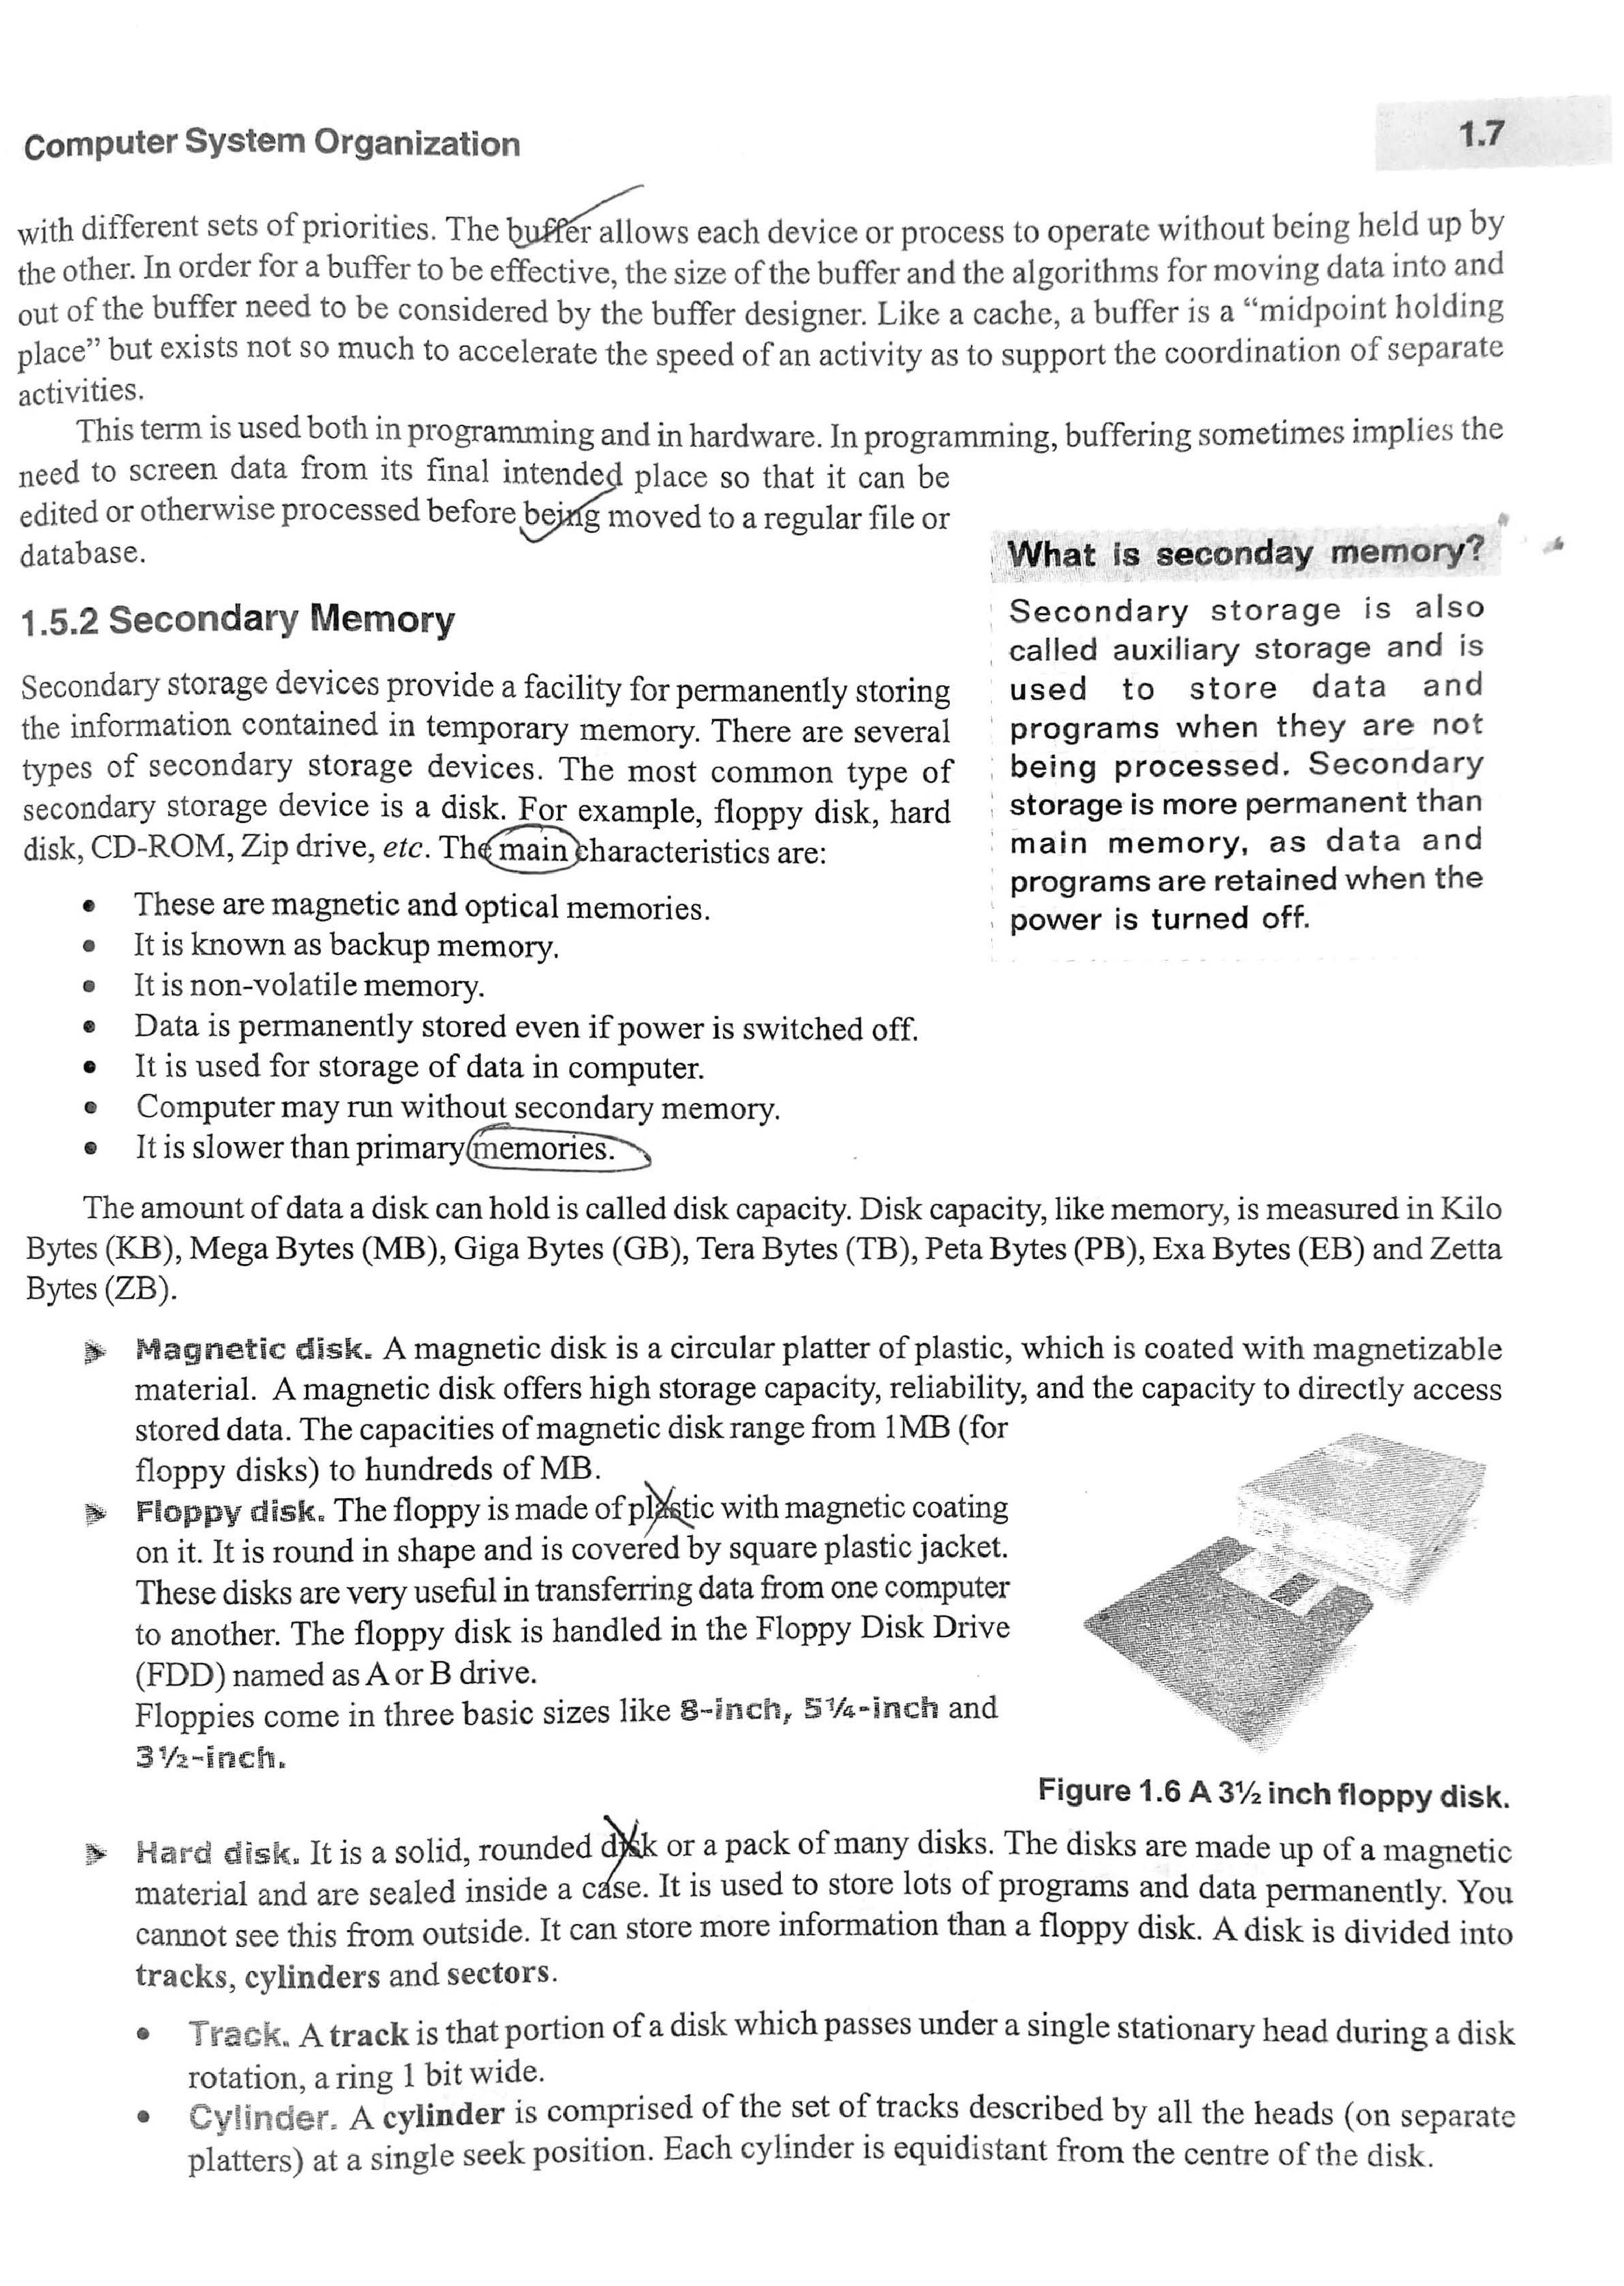 Computer System Organization
1.7
with different sets of priorities. The buffer allows each device or process to operate without being held up by
the other. In order for a buffer to be effective, the size of the buffer and the algorithms for moving data into and
out of the buffer need to be considered by the buffer designer. Like a cache, a buffer is a “midpoint holding
place” but exists not so much to accelerate the speed of an activity as to support the coordination of separate
activities.
This term is used both in programming and in hardware. In programming, buffering sometimes implies the
need to screen data from its final intended place so that it can be
edited or otherwise processed before being moved to a regular file or
database.
1.5.2 Secondary Memory
Secondary storage devices provide a facility for permanently storing
the information contained in temporary memory. There are several
types of secondary storage devices. The most common type of
secondary storage device is a disk. For example, floppy disk, hard
disk, CD-ROM, Zip drive, etc. The main characteristics are:
• These are magnetic and optical memories.
• It is known as backup memory.
• It is non-volatile memory.
• Data is permanently stored even if power is switched off.
• It is used for storage of data in computer.
• Computer may run without secondary memory.
• It is slower than primary memories.
What is seconday memory?
Secondary storage is also
called auxiliary storage and is
used to store data and
programs when they are not
being processed. Secondary
storage is more permanent than
main memory, as data and
programs are retained when the
power is turned off.
The amount of data a disk can hold is called disk capacity. Disk capacity, like memory, is measured in Kilo
Bytes (KB), Mega Bytes (MB), Giga Bytes (GB), Tera Bytes (TB), Peta Bytes (PB), Exa Bytes (EB) and Zetta
Bytes (ZB).
Magnetic disk. A magnetic disk is a circular platter of plastic, which is coated with magnetizable
material. A magnetic disk offers high storage capacity, reliability, and the capacity to directly access
stored data. The capacities of magnetic disk range from 1MB (for
floppy disks) to hundreds of MB.
Floppy disk. The floppy is made of plastic with magnetic coating
on it. It is round in shape and is covered by square plastic jacket.
These disks are very useful in transferring data from one computer
to another. The floppy disk is handled in the Floppy Disk Drive
(FDD) named as A or B drive.
Floppies come in three basic sizes like 8-inch, 5¼-inch and
3½-inch.
Figure 1.6 A 3½ inch floppy disk.
Hard disk. It is a solid, rounded disk or a pack of many disks. The disks are made up of a magnetic
material and are sealed inside a case. It is used to store lots of programs and data permanently. You
cannot see this from outside. It can store more information than a floppy disk. A disk is divided into
tracks, cylinders and sectors.
• Track. A track is that portion of a disk which passes under a single stationary head during a disk
rotation, a ring 1 bit wide.
• Cylinder. A cylinder is comprised of the set of tracks described by all the heads (on separate
platters) at a single seek position. Each cylinder is equidistant from the centre of the disk.